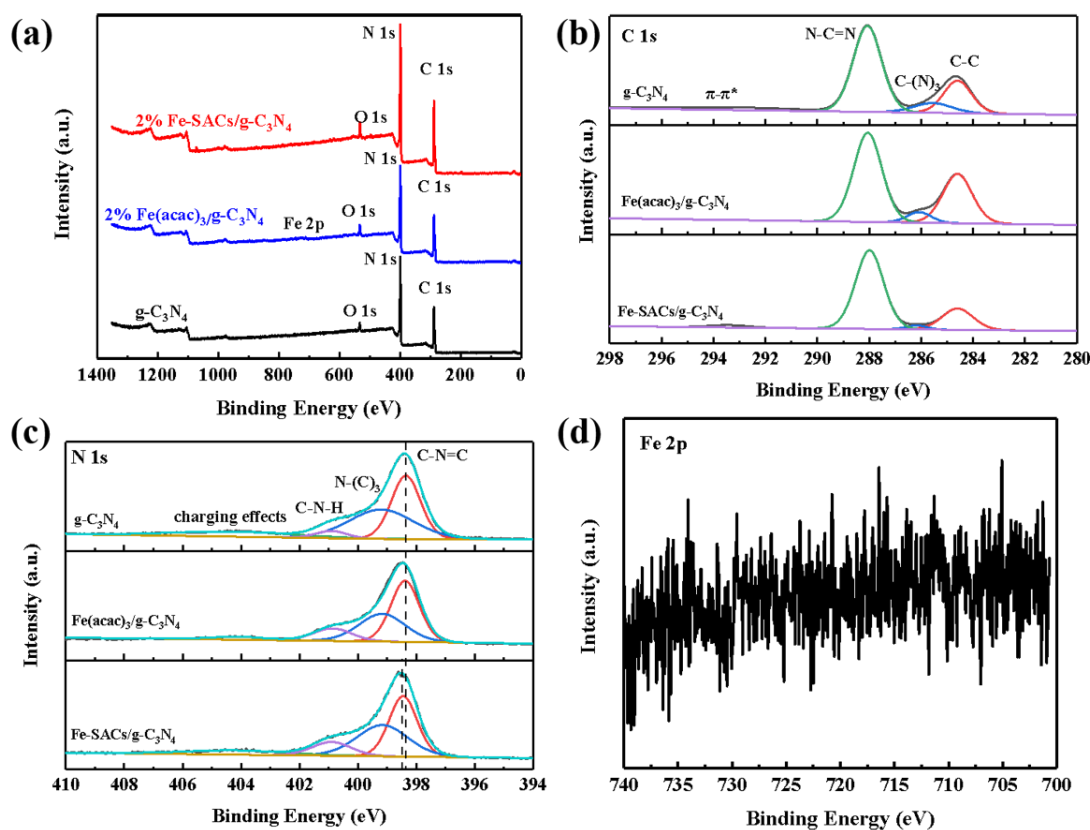 (a)
N 1s
C 1s
2% Fe-SACs/g-C₃N₄
O 1s
N 1s
C 1s
2% Fe(acac)₃/g-C₃N₄
Fe 2p
O 1s
N 1s
C 1s
g-C₃N₄
O 1s
Intensity (a.u.)
1400 1200 1000 800 600 400 200 0
Binding Energy (eV)
(b)
C 1s
N-C=N
C-(N)₃
C-C
g-C₃N₄
π-π*
Fe(acac)₃/g-C₃N₄
Fe-SACs/g-C₃N₄
Intensity (a.u.)
298 296 294 292 290 288 286 284 282 280
Binding Energy (eV)
(c)
N 1s
C-N=C
N-(C)₃
C-N-H
charging effects
g-C₃N₄
Fe(acac)₃/g-C₃N₄
Fe-SACs/g-C₃N₄
Intensity (a.u.)
410 408 406 404 402 400 398 396 394
Binding Energy (eV)
(d)
Fe 2p
Intensity (a.u.)
740 735 730 725 720 715 710 705 700
Binding Energy (eV)